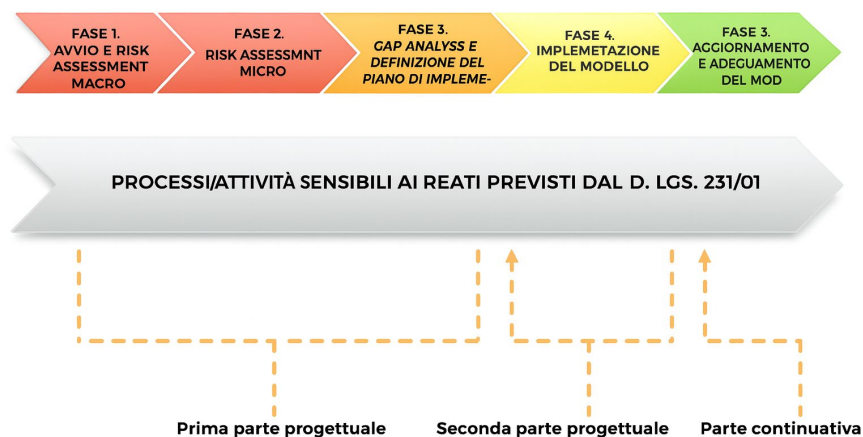 FASE 1.
AVVIO E RISK
ASSESSMENT
MACRO
FASE 2.
RISK ASSESSMNT
MICRO
FASE 3.
GAP ANALYSS E
DEFINIZIONE DEL
PIANO DI IMPLEME-
FASE 4.
IMPLEMETAZIONE
DEL MODELLO
FASE 3.
AGGIORNAMENTO
E ADEGUAMENTO
DEL MOD
PROCESSI/ATTIVITÀ SENSIBILI AI REATI PREVISTI DAL D. LGS. 231/01
Prima parte progettuale
Seconda parte progettuale
Parte continuativa